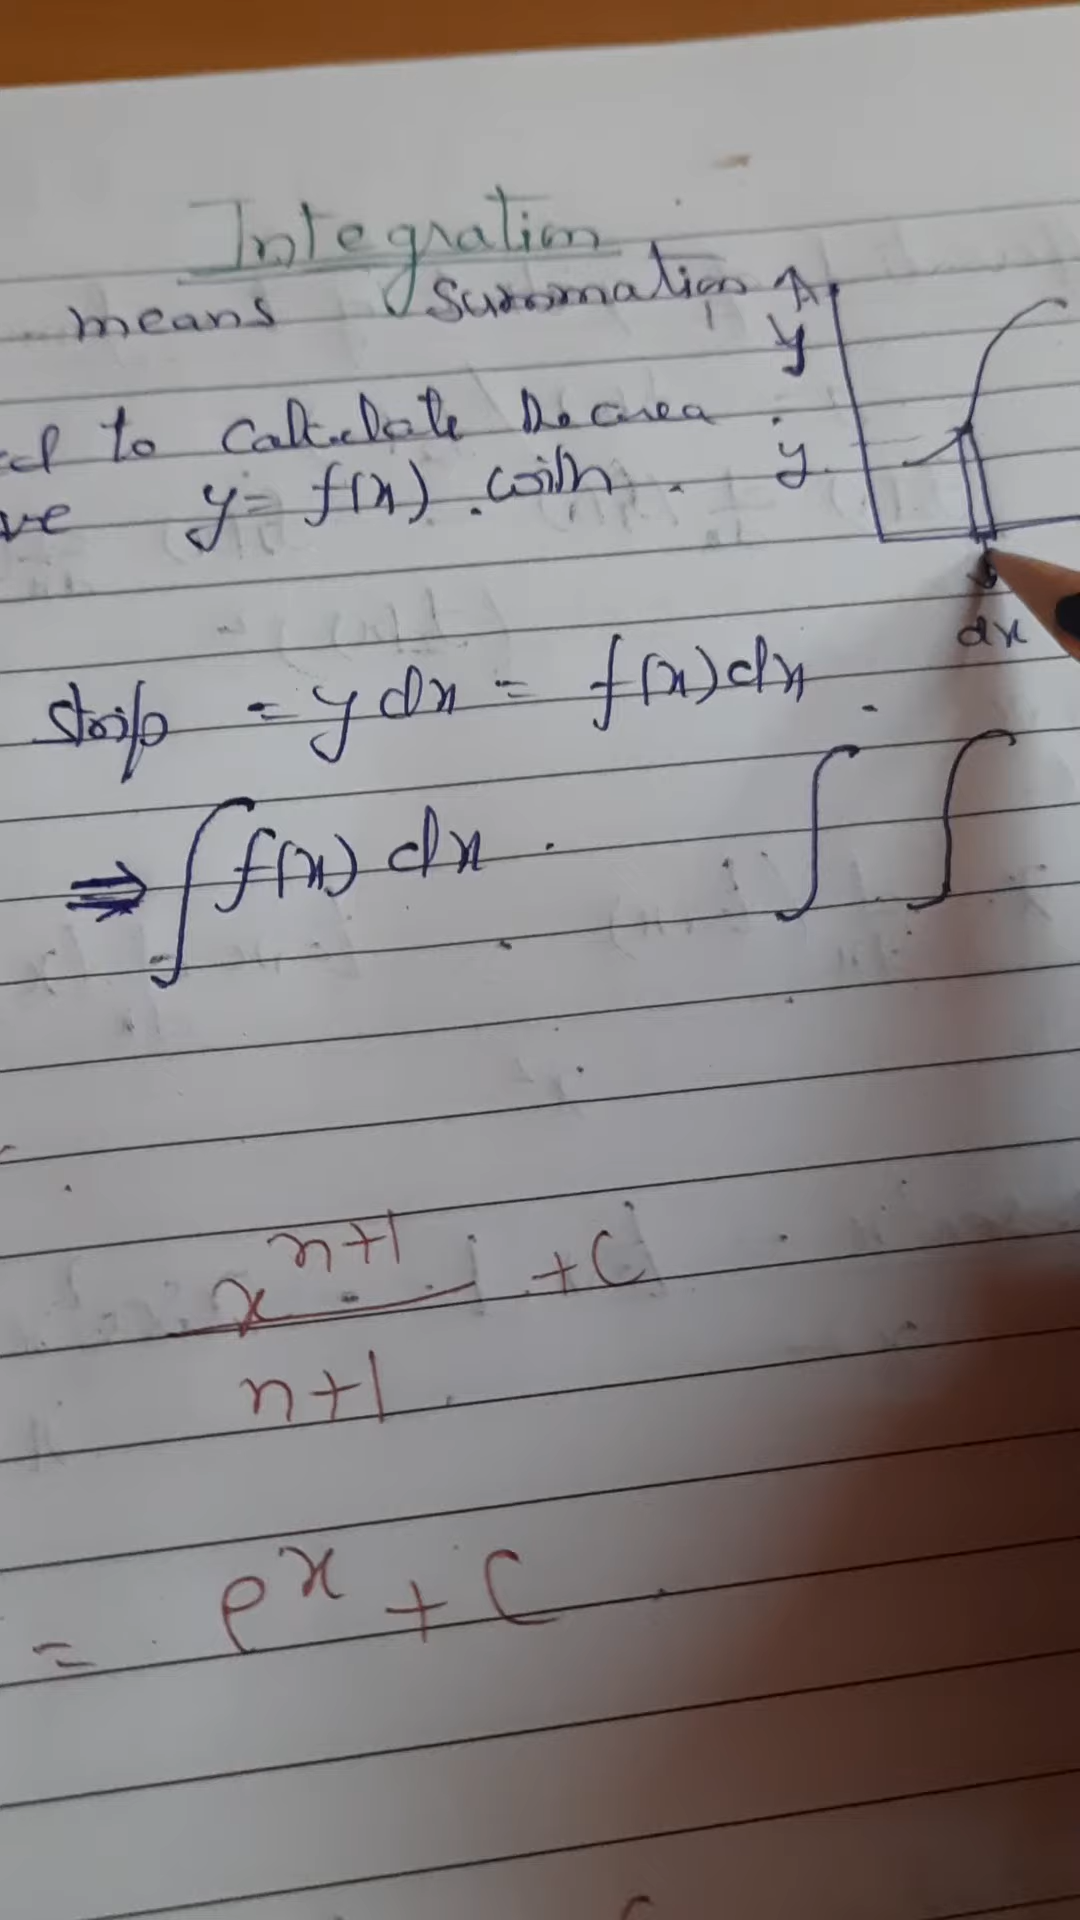 Integration
means summation
y
to calculate the area
y
y = f(x) . with
dx
strip = y dx = f(x) dx
⇒ ∫ f(x) dx . ∫ ∫
x^(n+1) / (n+1) + C
= e^x + C